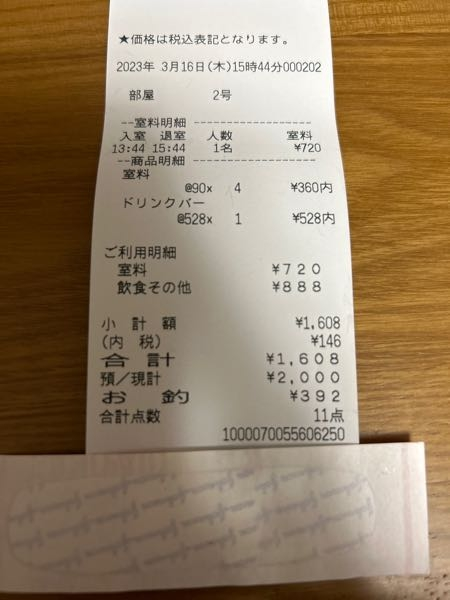 ★価格は税込表記となります。
2023年 3月16日(木)15時44分000202
部屋 2号
--室料明細--------------------
入室 退室 人数 室料
13:44 15:44 1名 ¥720
--商品明細--------------------
室料
@90× 4 ¥360内
ドリンクバー
@528× 1 ¥528内
ご利用明細
室料 ¥720
飲食その他 ¥888
小計額 ¥1,608
(内 税) ¥146
合計 ¥1,608
預/現計 ¥2,000
お釣 ¥392
合計点数 11点
1000070055606250